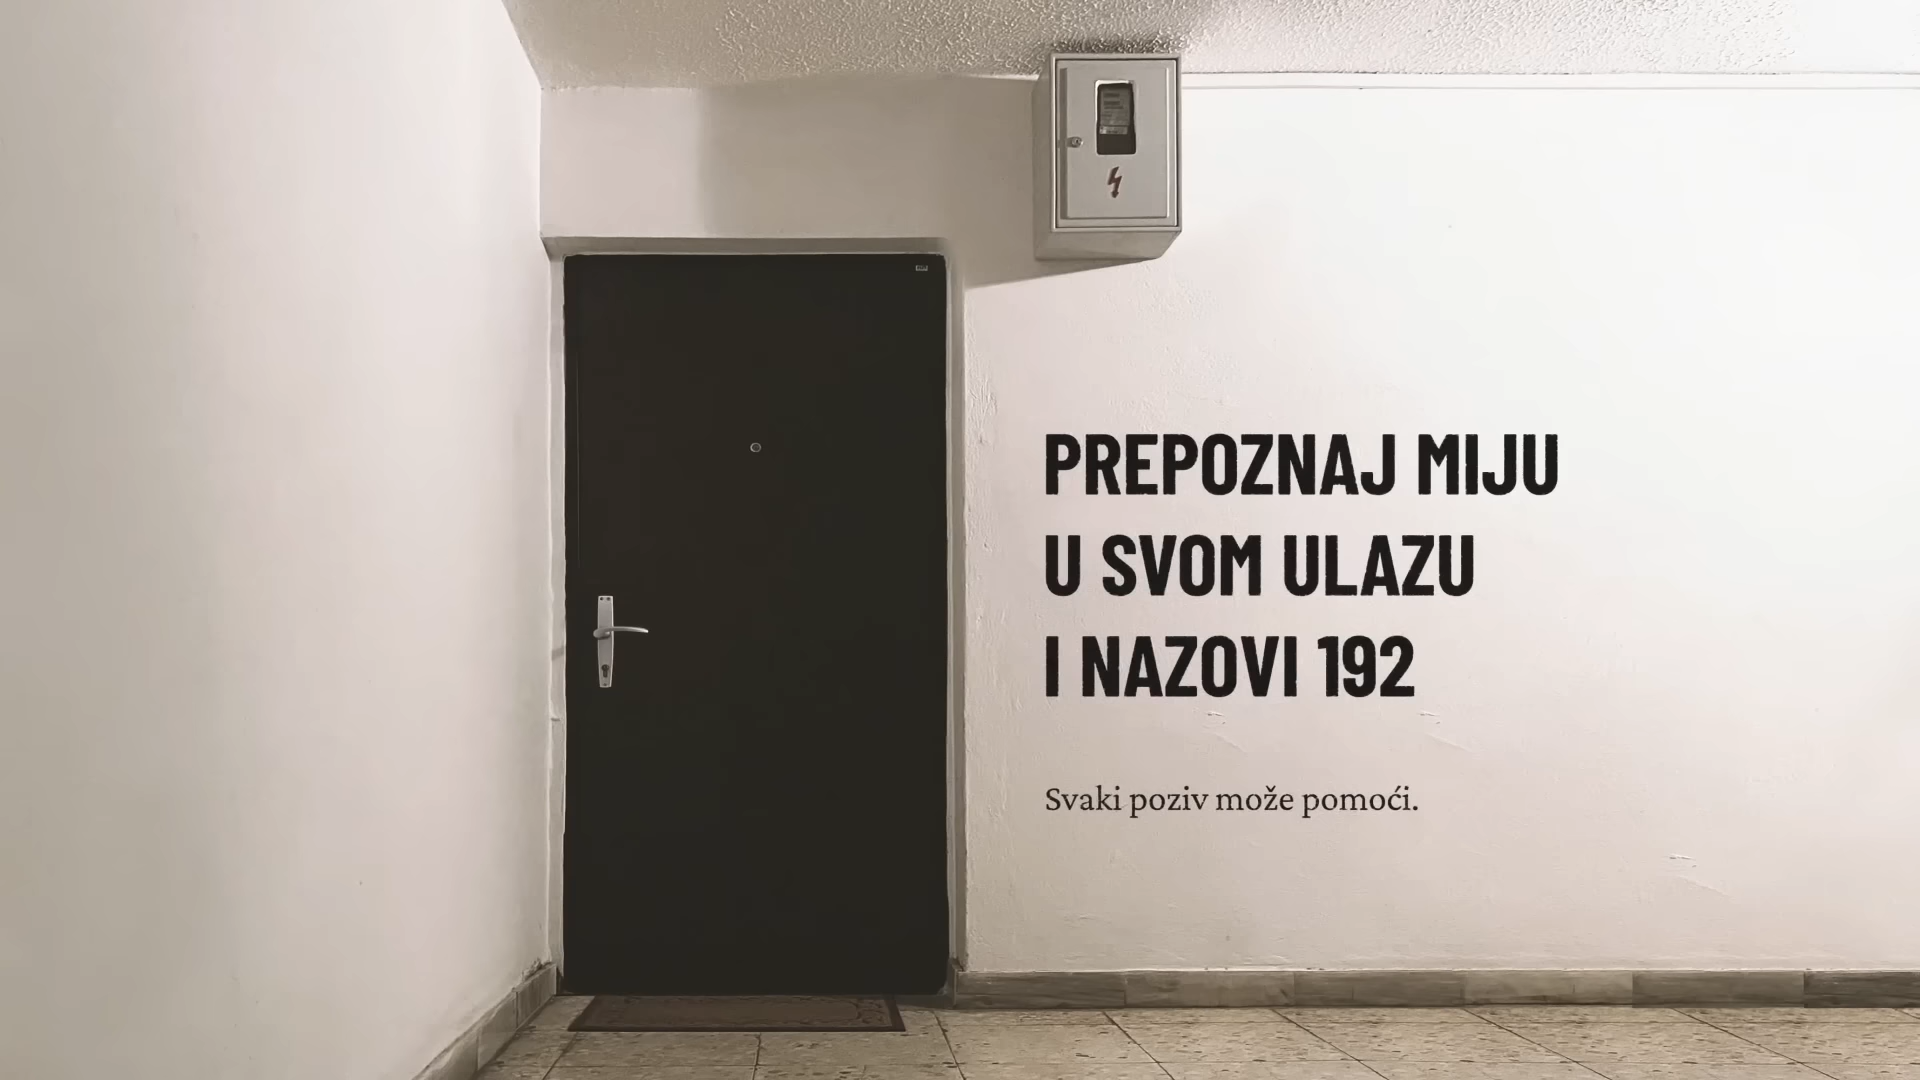 PREPOZNAJ MIJU
U SVOM ULAZU
I NAZOVI 192
Svaki poziv može pomoći.